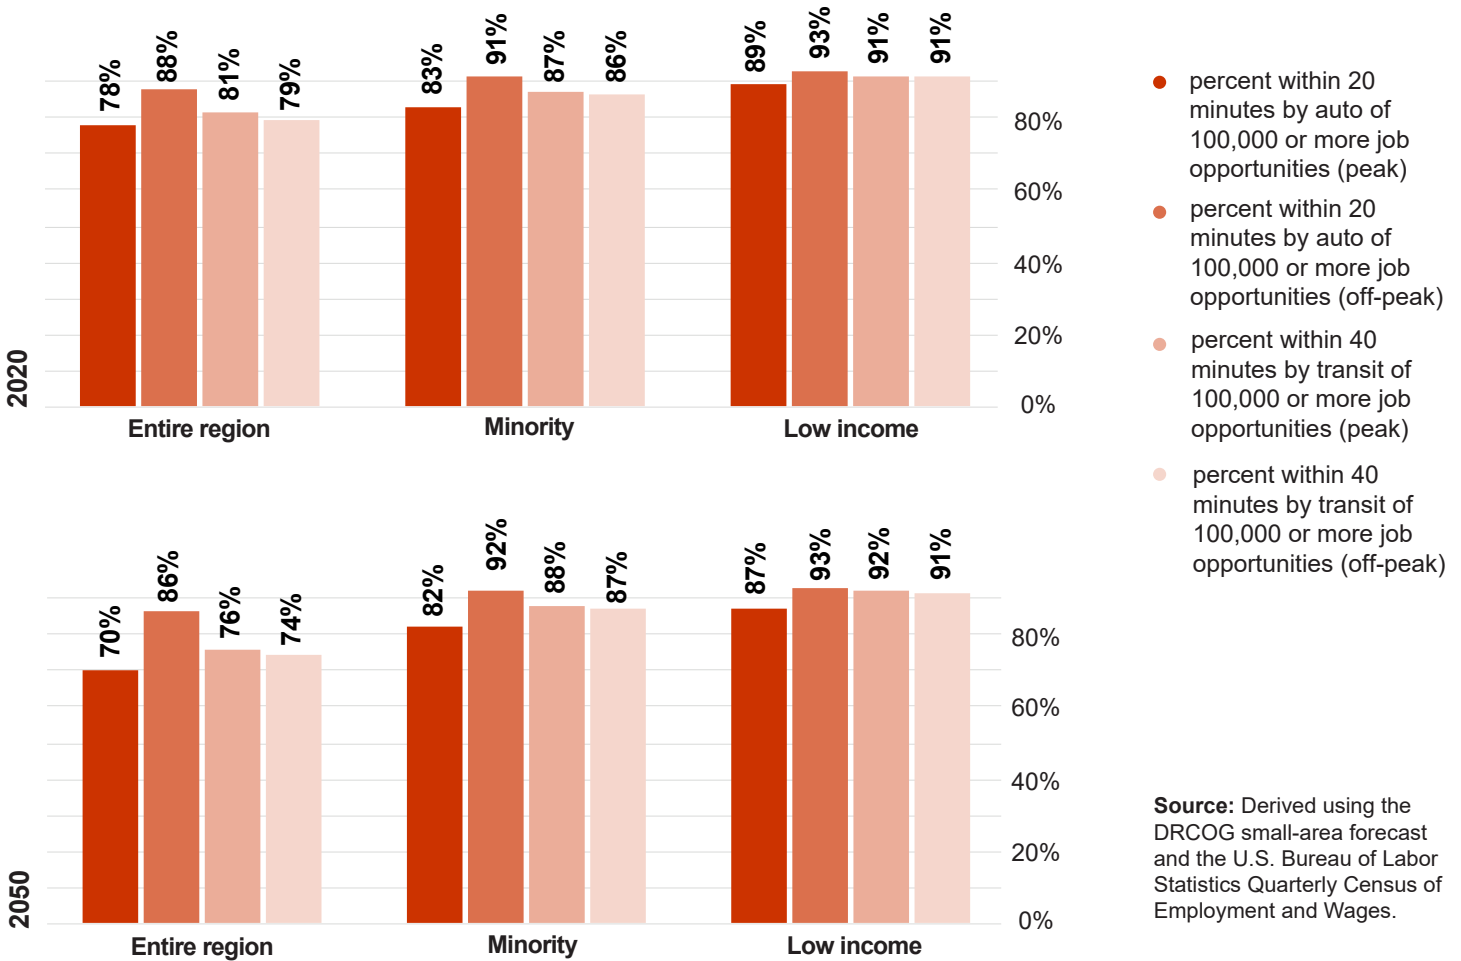 78%
88%
81%
79%
83%
91%
87%
86%
89%
93%
91%
91%
80%
60%
40%
20%
0%
2020
Entire region
Minority
Low income
70%
86%
76%
74%
82%
92%
88%
87%
87%
93%
92%
91%
80%
60%
40%
20%
0%
2050
Entire region
Minority
Low income
percent within 20
minutes by auto of
100,000 or more job
opportunities (peak)
percent within 20
minutes by auto of
100,000 or more job
opportunities (off-peak)
percent within 40
minutes by transit of
100,000 or more job
opportunities (peak)
percent within 40
minutes by transit of
100,000 or more job
opportunities (off-peak)
Source: Derived using the
DRCOG small-area forecast
and the U.S. Bureau of Labor
Statistics Quarterly Census of
Employment and Wages.